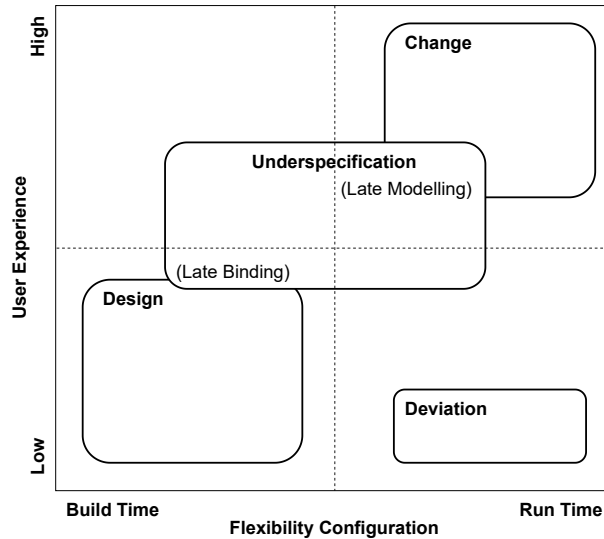 High
Change
Underspecification
(Late Modelling)
User Experience
(Late Binding)
Design
Deviation
Low
Build Time
Run Time
Flexibility Configuration